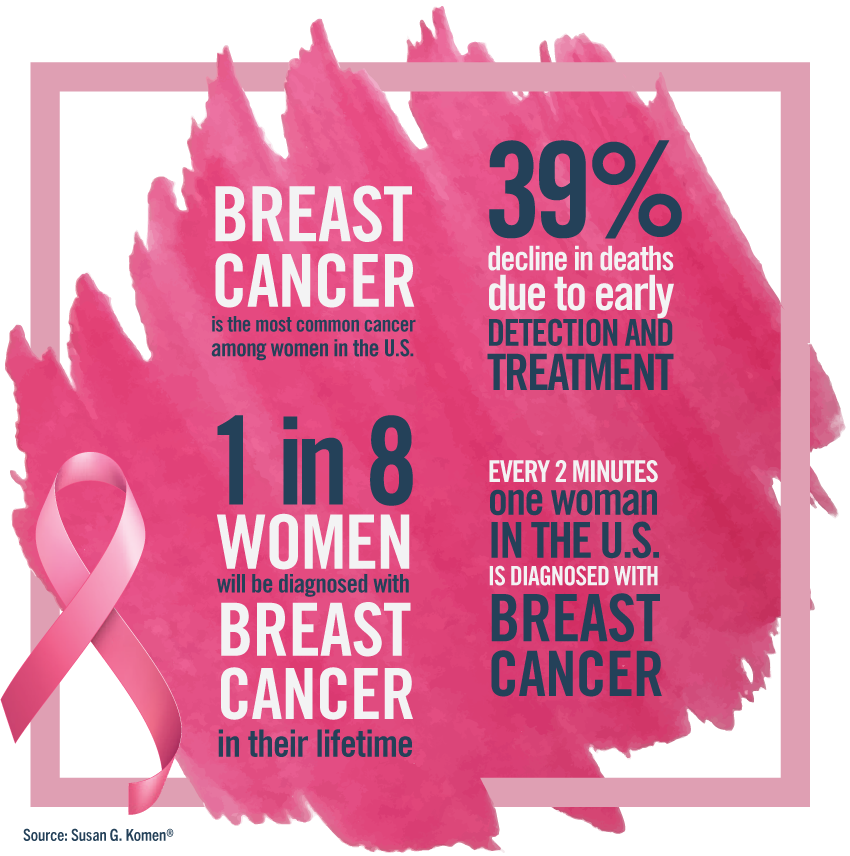 BREAST
CANCER
is the most common cancer
among women in the U.S.
39%
decline in deaths
due to early
DETECTION AND
TREATMENT
1 in 8
WOMEN
will be diagnosed with
BREAST
CANCER
in their lifetime
EVERY 2 MINUTES
one woman
IN THE U.S.
IS DIAGNOSED WITH
BREAST
CANCER
Source: Susan G. Komen®